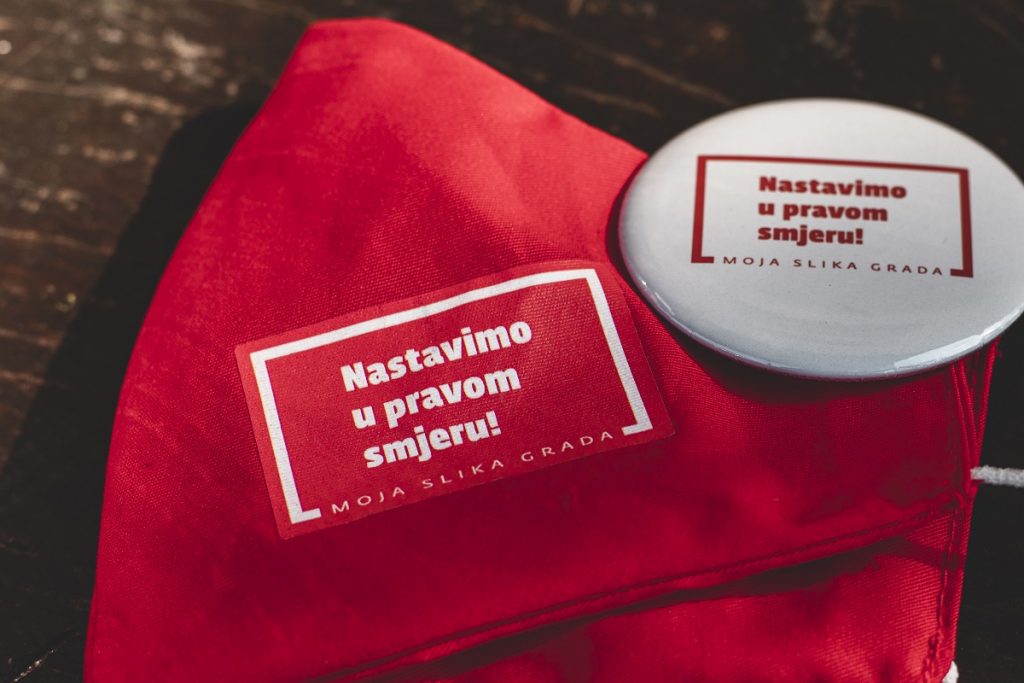 Nastavimo
u pravom
smjeru!
MOJA SLIKA GRADA
Nastavimo
u pravom
smjeru!
MOJA SLIKA GRADA